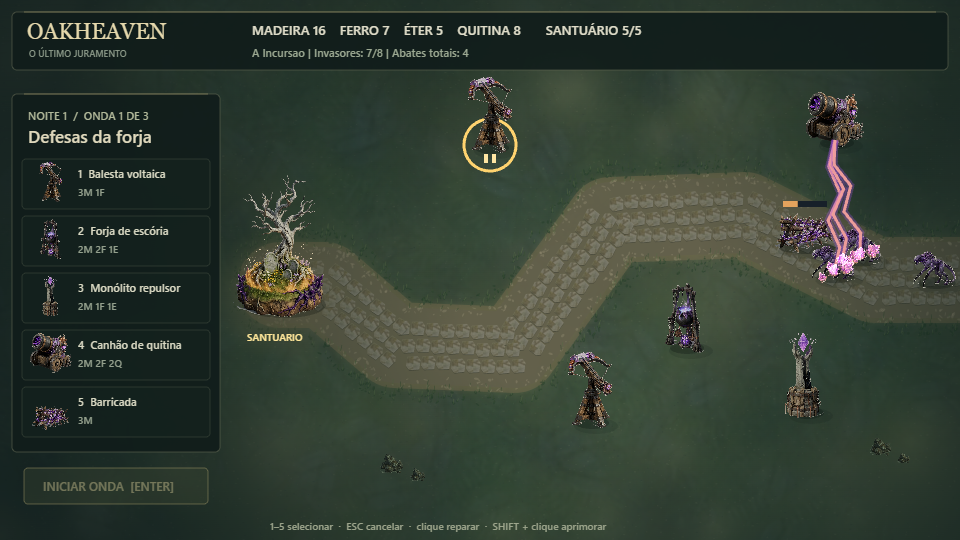 OAKHEAVEN
O ÚLTIMO JURAMENTO
MADEIRA 16 FERRO 7 ÉTER 5 QUITINA 8 SANTUÁRIO 5/5
A Incursao | Invasores: 7/8 | Abates totais: 4
NOITE 1 / ONDA 1 DE 3
Defesas da forja
1 Balesta voltaica
3M 1F
2 Forja de escória
2M 2F 1E
3 Monólito repulsor
2M 1F 1E
4 Canhão de quitina
2M 2F 2Q
5 Barricada
3M
INICIAR ONDA [ENTER]
SANTUARIO
1–5 selecionar · ESC cancelar · clique reparar · SHIFT + clique aprimorar